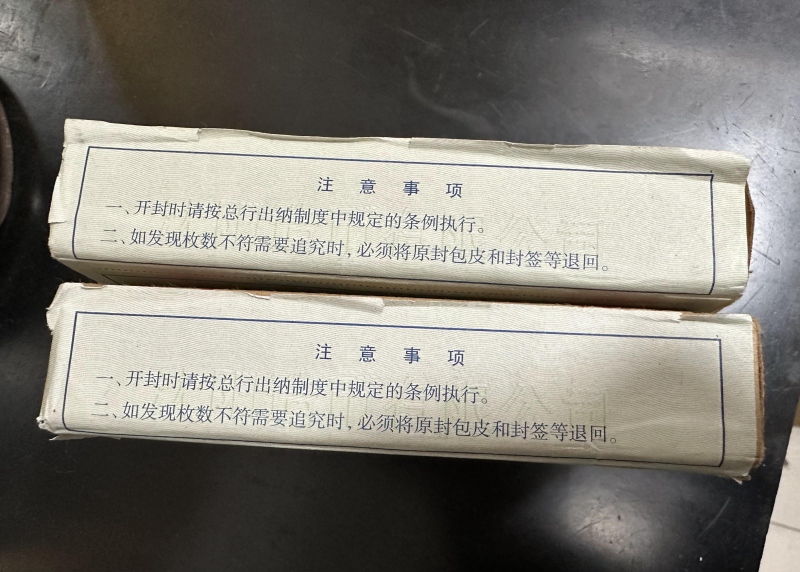 注意事项
一、开封时请按总行出纳制度中规定的条例执行。
二、如发现枚数不符需要追究时，必须将原封包皮和封签等退回。
注意事项
一、开封时请按总行出纳制度中规定的条例执行。
二、如发现枚数不符需要追究时，必须将原封包皮和封签等退回。